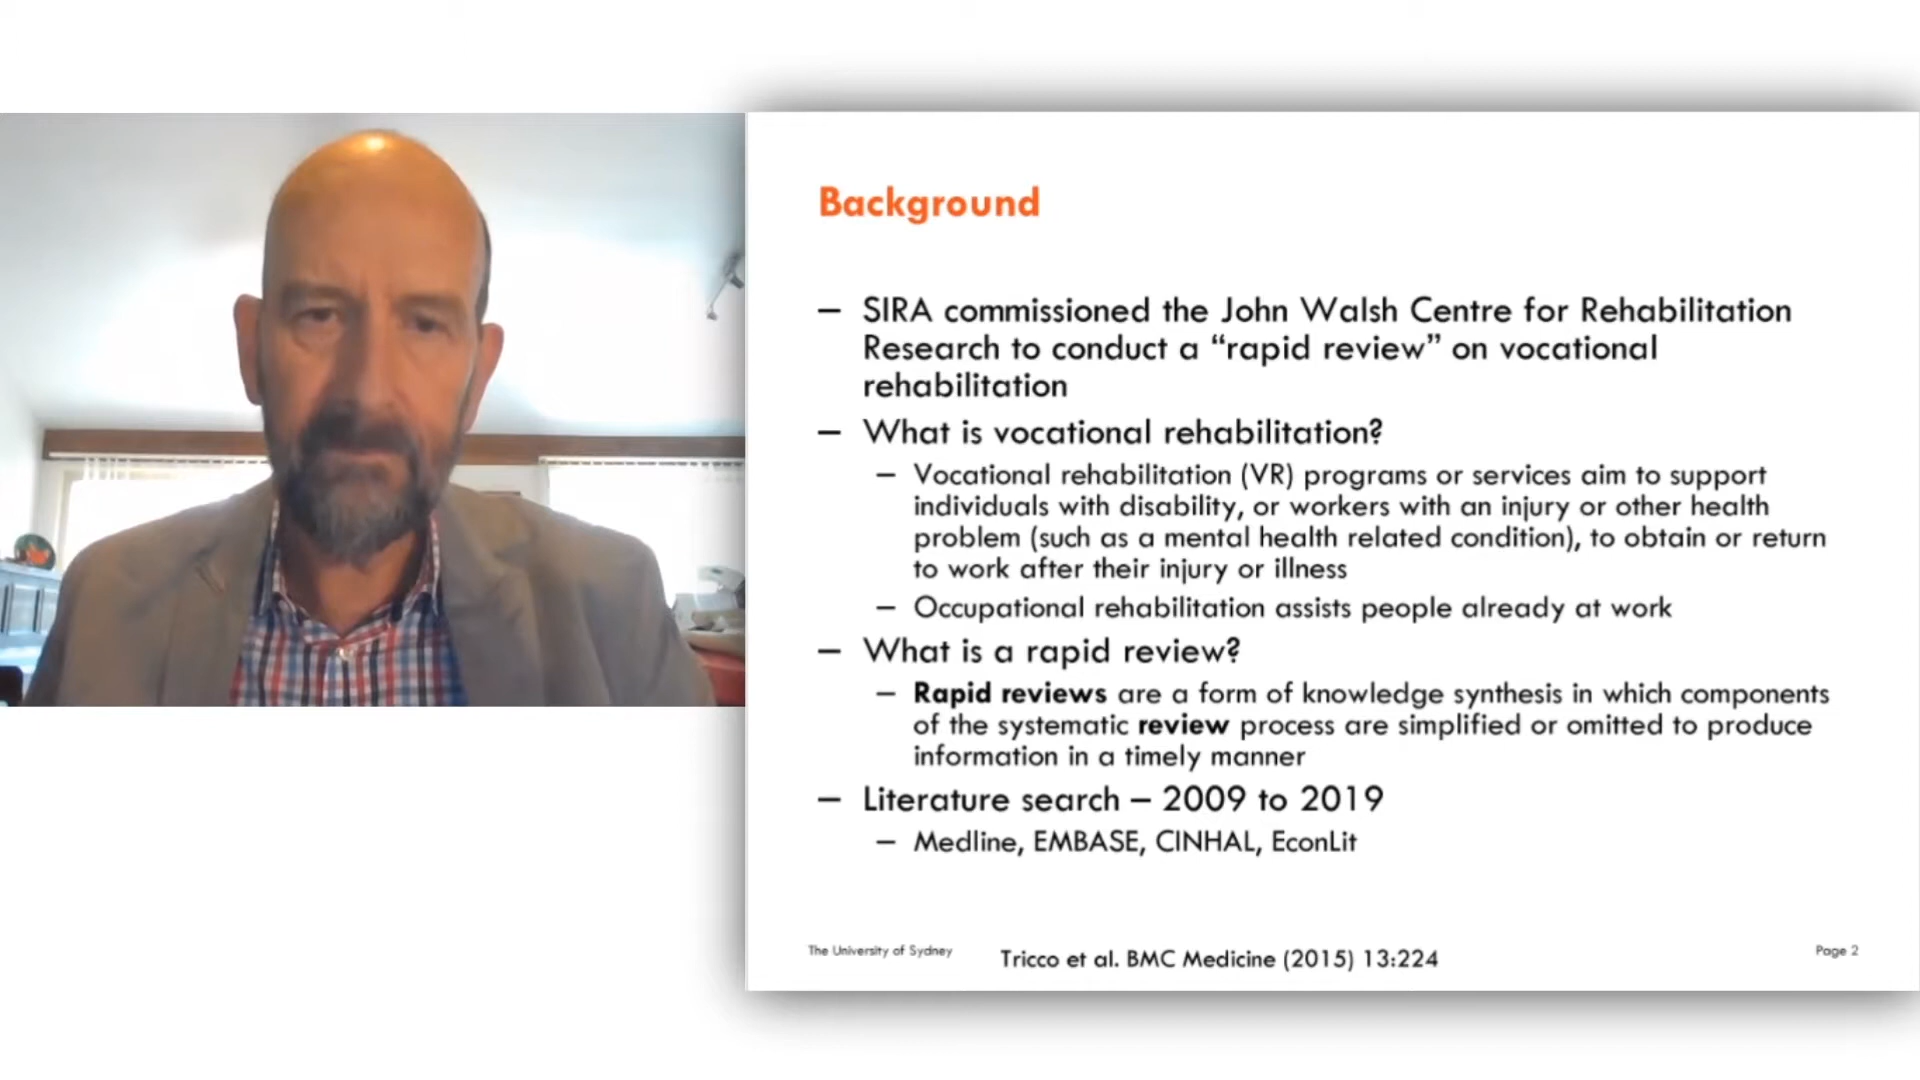 Background
– SIRA commissioned the John Walsh Centre for Rehabilitation
Research to conduct a “rapid review” on vocational
rehabilitation
– What is vocational rehabilitation?
– Vocational rehabilitation (VR) programs or services aim to support
individuals with disability, or workers with an injury or other health
problem (such as a mental health related condition), to obtain or return
to work after their injury or illness
– Occupational rehabilitation assists people already at work
– What is a rapid review?
– Rapid reviews are a form of knowledge synthesis in which components
of the systematic review process are simplified or omitted to produce
information in a timely manner
– Literature search – 2009 to 2019
– Medline, EMBASE, CINHAL, EconLit
The University of Sydney
Tricco et al. BMC Medicine (2015) 13:224
Page 2